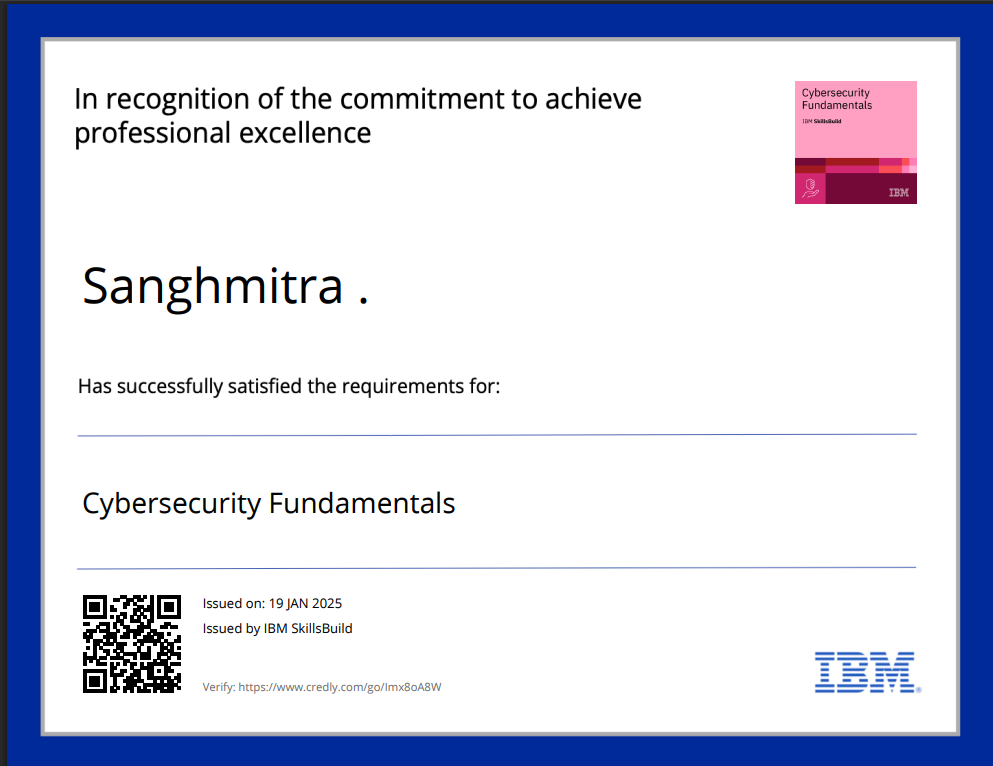 In recognition of the commitment to achieve
professional excellence
Cybersecurity
Fundamentals
IBM SkillsBuild
IBM
Sanghmitra .
Has successfully satisfied the requirements for:
Cybersecurity Fundamentals
Issued on: 19 JAN 2025
Issued by IBM SkillsBuild
Verify: https://www.credly.com/go/Imx8oA8W
IBM®